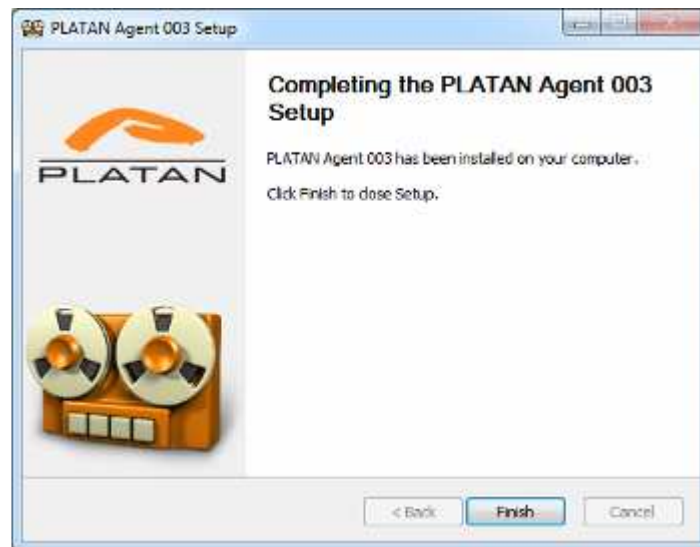 PLATAN Agent 003 Setup
PLATAN
Completing the PLATAN Agent 003
Setup
PLATAN Agent 003 has been installed on your computer.
Click Finish to close Setup.
< Back
Finish
Cancel